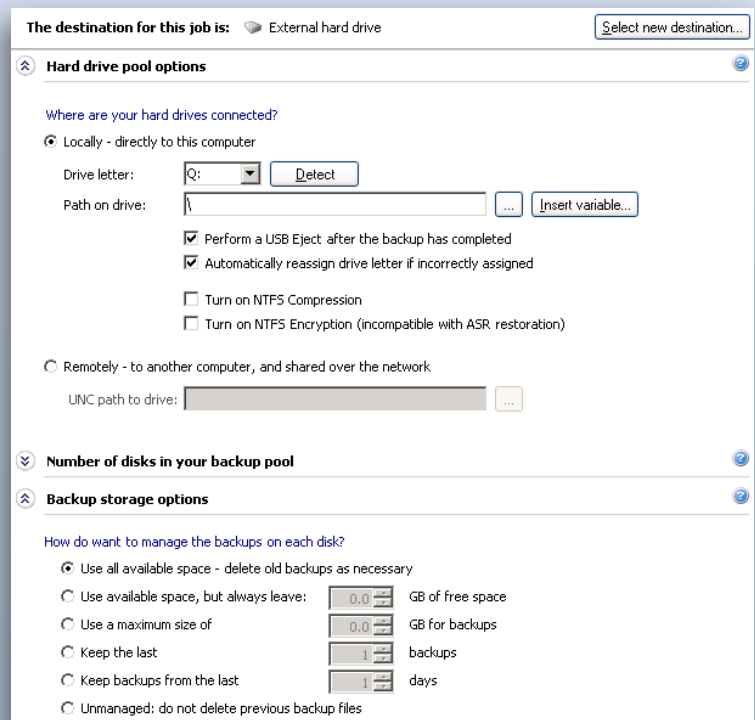 The destination for this job is: External hard drive Select new destination...
Hard drive pool options
Where are your hard drives connected?
Locally - directly to this computer
Drive letter: Q: Detect
Path on drive: \ ... Insert variable...
Perform a USB Eject after the backup has completed
Automatically reassign drive letter if incorrectly assigned
Turn on NTFS Compression
Turn on NTFS Encryption (incompatible with ASR restoration)
Remotely - to another computer, and shared over the network
UNC path to drive: ...
Number of disks in your backup pool
Backup storage options
How do want to manage the backups on each disk?
Use all available space - delete old backups as necessary
Use available space, but always leave: 0.0 GB of free space
Use a maximum size of 0.0 GB for backups
Keep the last 1 backups
Keep backups from the last 1 days
Unmanaged: do not delete previous backup files